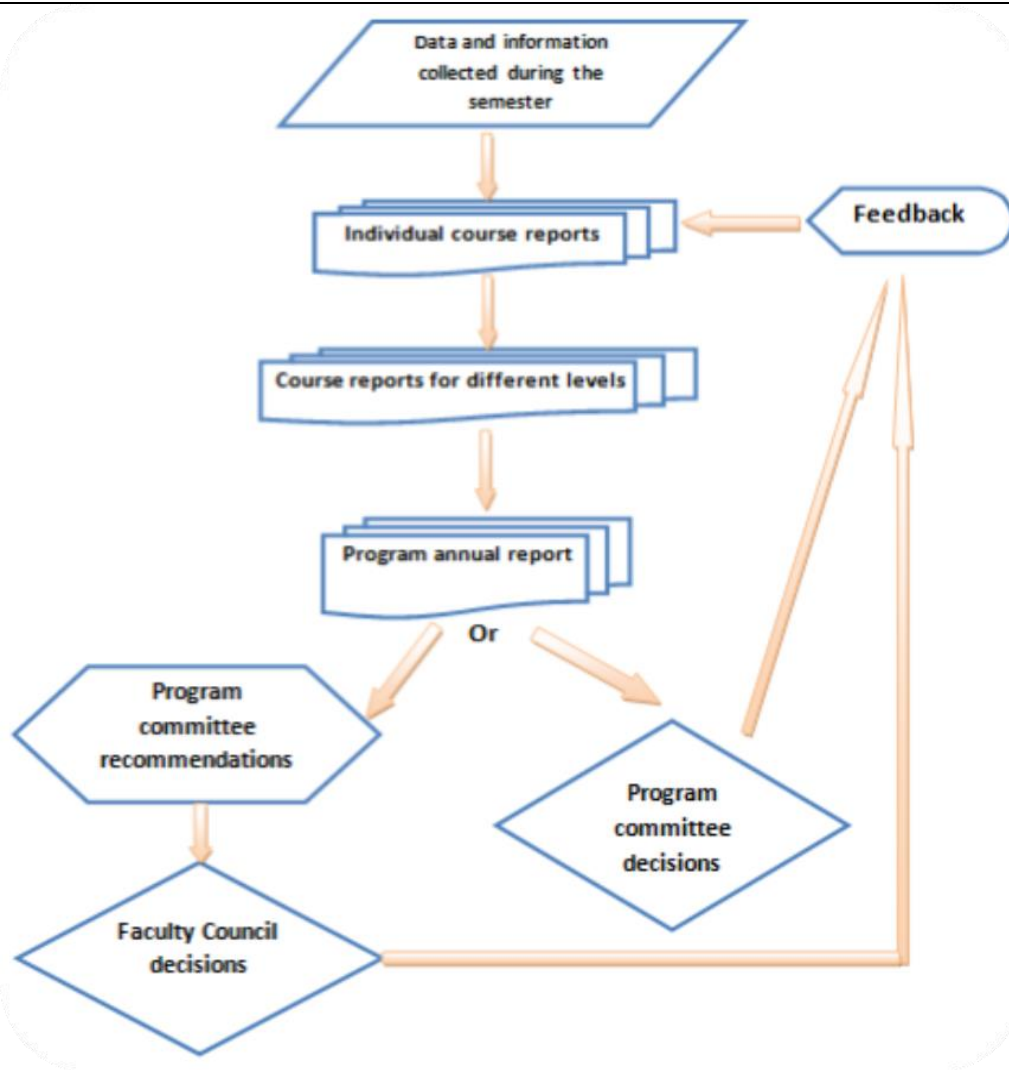 Data and information
collected during the
semester
Feedback
Individual course reports
Course reports for different levels
Program annual report
Or
Program
committee
recommendations
Program
committee
decisions
Faculty Council
decisions